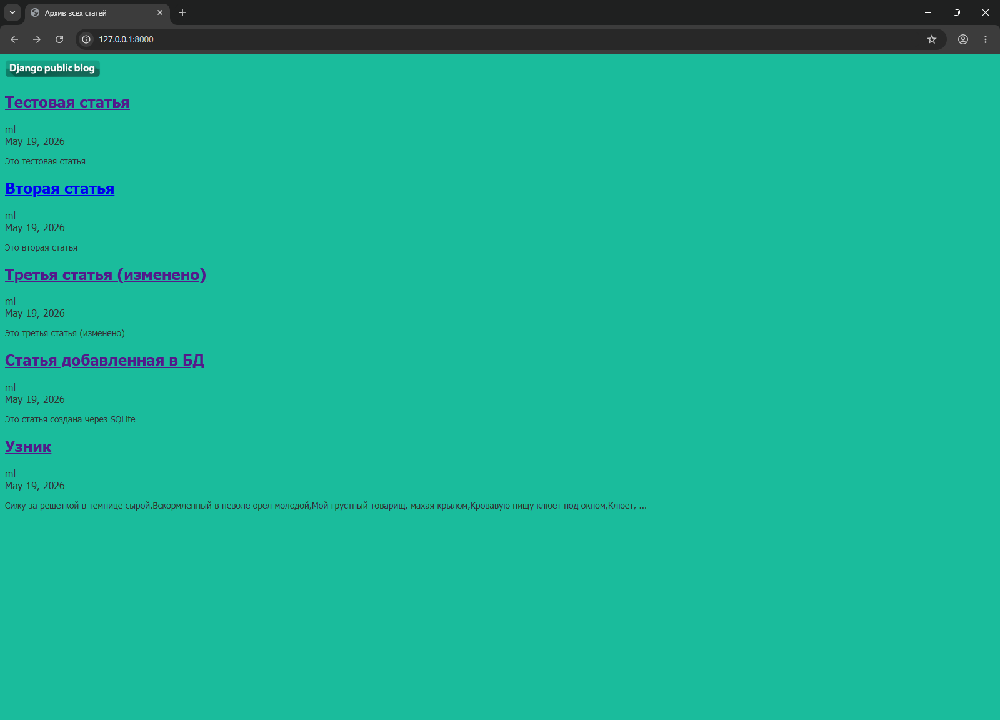 Архив всех статей
127.0.0.1:8000
Django public blog
Тестовая статья
ml
May 19, 2026
Это тестовая статья
Вторая статья
ml
May 19, 2026
Это вторая статья
Третья статья (изменено)
ml
May 19, 2026
Это третья статья (изменено)
Статья добавленная в БД
ml
May 19, 2026
Это статья создана через SQLite
Узник
ml
May 19, 2026
Сижу за решеткой в темнице сырой.Вскормленный в неволе орел молодой,Мой грустный товарищ, махая крылом,Кровавую пищу клюет под окном,Клюет, ...